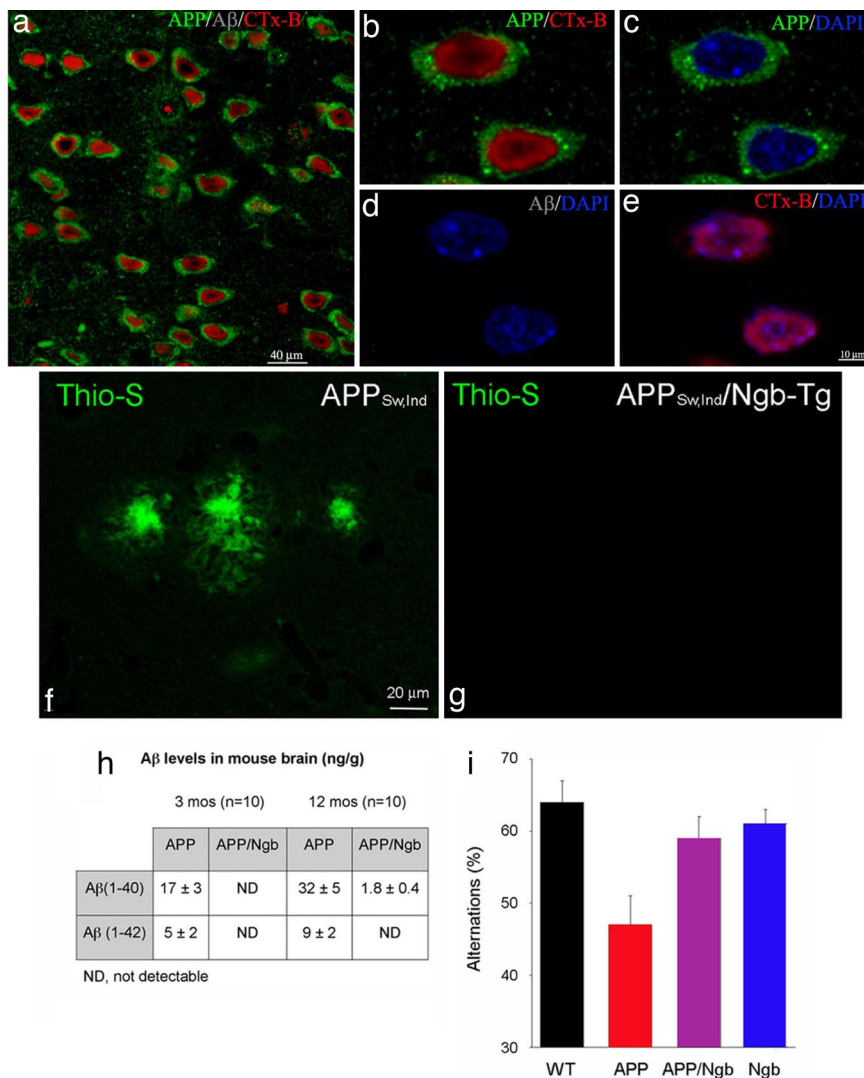 a
APP/Aβ/CTx-B
40 μm
b
APP/CTx-B
c
APP/DAPI
d
Aβ/DAPI
e
CTx-B/DAPI
10 μm
Thio-S
APPSw,Ind
f
20 μm
Thio-S
APPSw,Ind/Ngb-Tg
g
h
Aβ levels in mouse brain (ng/g)
3 mos (n=10) 12 mos (n=10)
APP APP/Ngb APP APP/Ngb
Aβ(1-40) 17 ± 3 ND 32 ± 5 1.8 ± 0.4
Aβ (1-42) 5 ± 2 ND 9 ± 2 ND
ND, not detectable
i
70
60
50
40
30
Alternations (%)
WT APP APP/Ngb Ngb